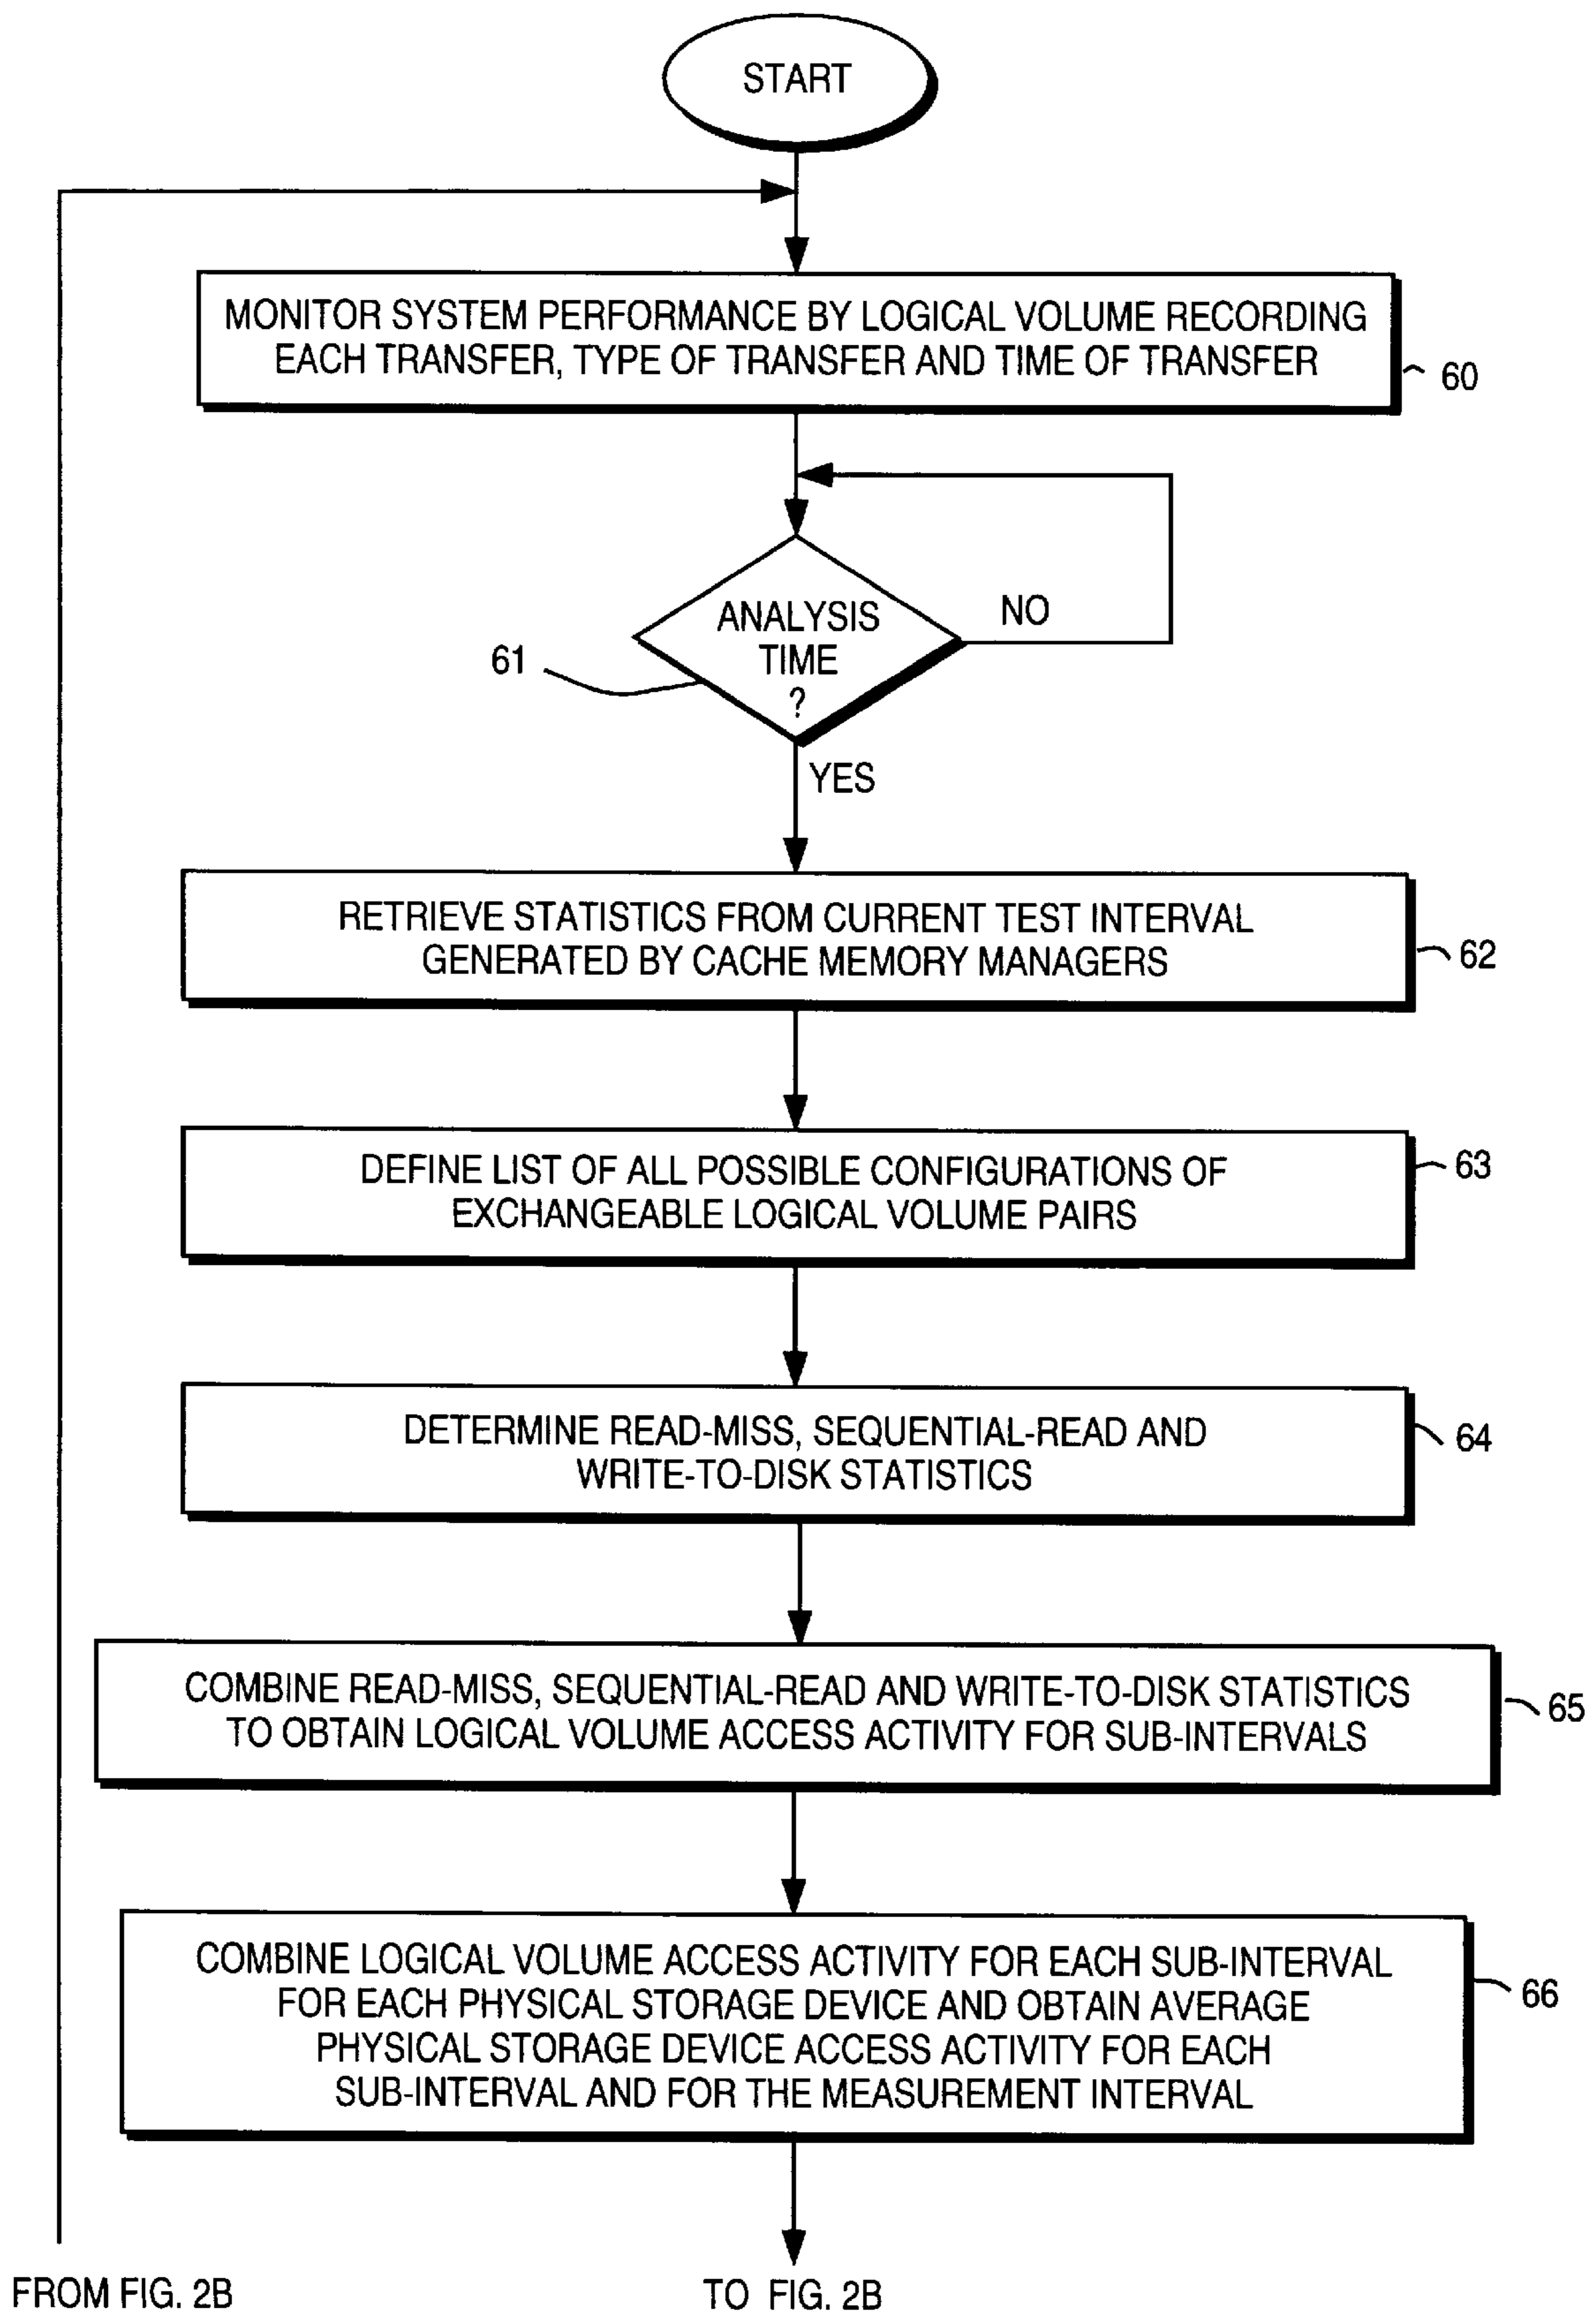 START
MONITOR SYSTEM PERFORMANCE BY LOGICAL VOLUME RECORDING
EACH TRANSFER, TYPE OF TRANSFER AND TIME OF TRANSFER
60
ANALYSIS
TIME
?
NO
61
YES
RETRIEVE STATISTICS FROM CURRENT TEST INTERVAL
GENERATED BY CACHE MEMORY MANAGERS
62
DEFINE LIST OF ALL POSSIBLE CONFIGURATIONS OF
EXCHANGEABLE LOGICAL VOLUME PAIRS
63
DETERMINE READ-MISS, SEQUENTIAL-READ AND
WRITE-TO-DISK STATISTICS
64
COMBINE READ-MISS, SEQUENTIAL-READ AND WRITE-TO-DISK STATISTICS
TO OBTAIN LOGICAL VOLUME ACCESS ACTIVITY FOR SUB-INTERVALS
65
COMBINE LOGICAL VOLUME ACCESS ACTIVITY FOR EACH SUB-INTERVAL
FOR EACH PHYSICAL STORAGE DEVICE AND OBTAIN AVERAGE
PHYSICAL STORAGE DEVICE ACCESS ACTIVITY FOR EACH
SUB-INTERVAL AND FOR THE MEASUREMENT INTERVAL
66
FROM FIG. 2B
TO FIG. 2B